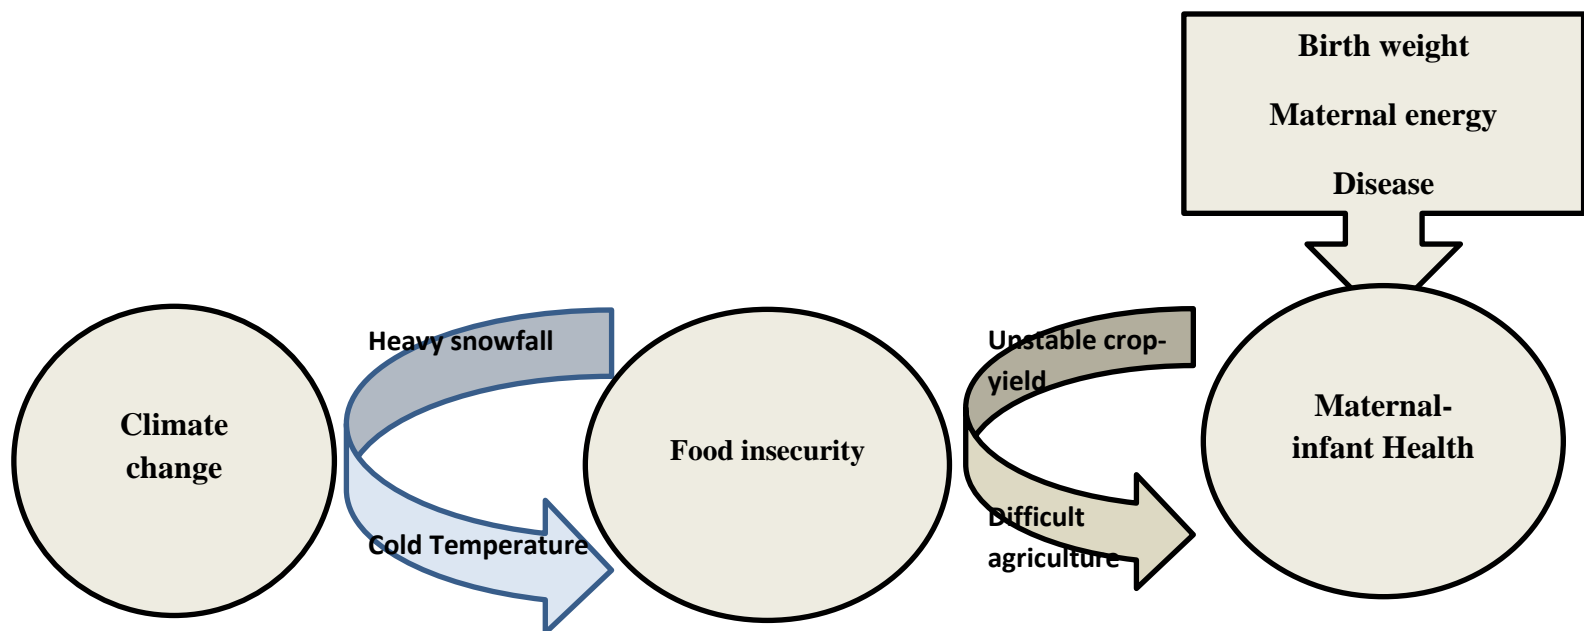 Birth weight
Maternal energy
Disease
Heavy snowfall
Unstable crop-
yield
Climate
change
Food insecurity
Maternal-
infant Health
Cold Temperature
Difficult
agriculture